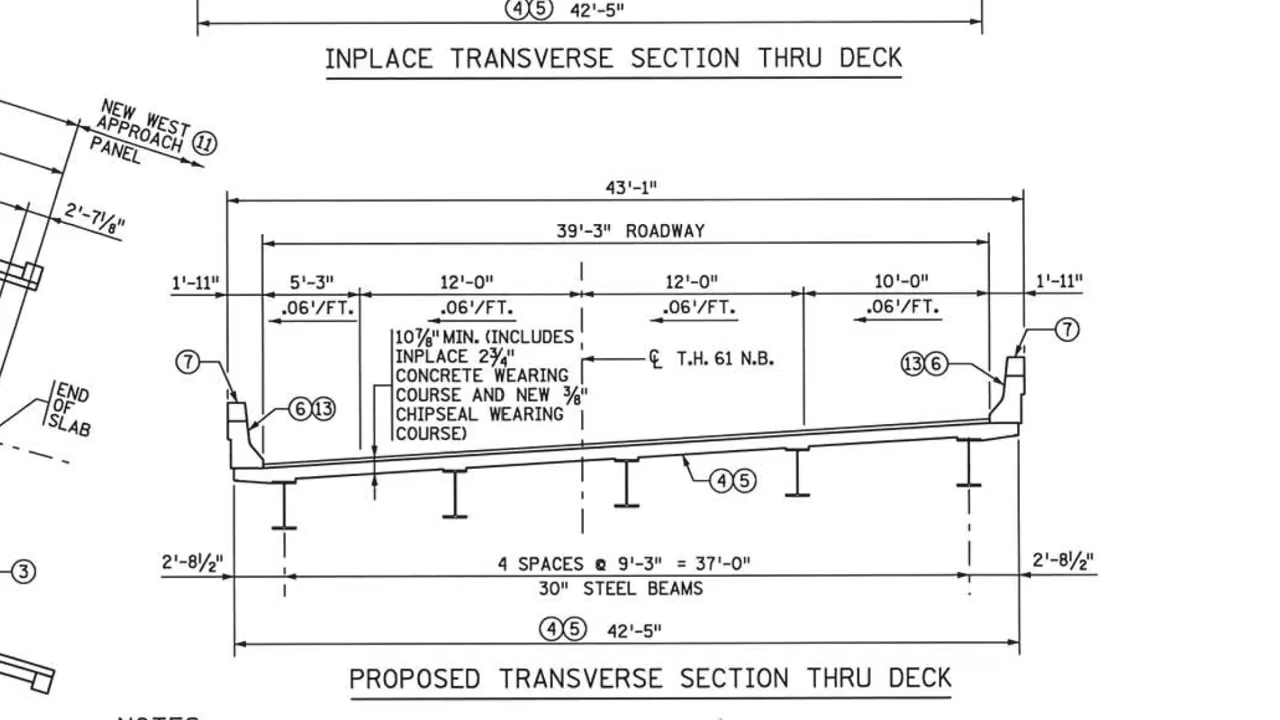 ④⑤ 42'-5"
INPLACE TRANSVERSE SECTION THRU DECK
NEW WEST
APPROACH ⑪
PANEL
2'-7⅛"
43'-1"
39'-3" ROADWAY
1'-11" 5'-3" 12'-0" 12'-0" 10'-0" 1'-11"
.06'/FT. .06'/FT. .06'/FT. .06'/FT.
10⅞" MIN. (INCLUDES
INPLACE 2¾"
CONCRETE WEARING
COURSE AND NEW ⅜"
CHIPSEAL WEARING
COURSE)
℄ T.H. 61 N.B.
⑦
⑦
⑬⑥
⑥⑬
END
OF
SLAB
④⑤
③
2'-8½" 4 SPACES @ 9'-3" = 37'-0" 2'-8½"
30" STEEL BEAMS
④⑤ 42'-5"
PROPOSED TRANSVERSE SECTION THRU DECK
NOTES